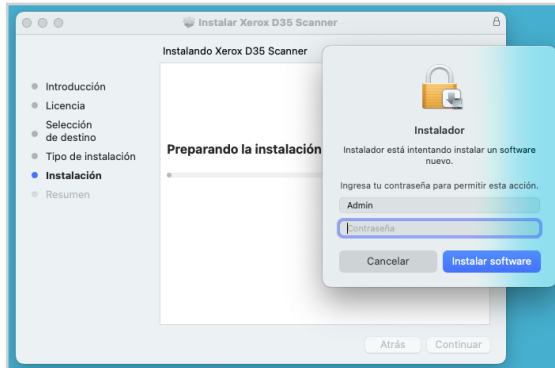 Instalar Xerox D35 Scanner
Instalando Xerox D35 Scanner
Introducción
Licencia
Selección
de destino
Tipo de instalación
Instalación
Resumen
Preparando la instalación
Instalador
Instalador está intentando instalar un software
nuevo.
Ingresa tu contraseña para permitir esta acción.
Admin
Contraseña
Cancelar
Instalar software
Atrás
Continuar